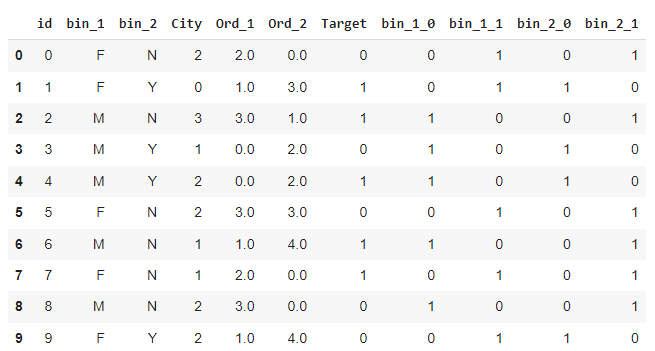 id bin_1 bin_2 City Ord_1 Ord_2 Target bin_1_0 bin_1_1 bin_2_0 bin_2_1
0 0 F N 2 2.0 0.0 0 0 1 0 1
1 1 F Y 0 1.0 3.0 1 0 1 1 0
2 2 M N 3 3.0 1.0 1 1 0 0 1
3 3 M Y 1 0.0 2.0 0 1 0 1 0
4 4 M Y 2 0.0 2.0 1 1 0 1 0
5 5 F N 2 3.0 3.0 0 0 1 0 1
6 6 M N 1 1.0 4.0 1 1 0 0 1
7 7 F N 1 2.0 0.0 1 0 1 0 1
8 8 M N 2 3.0 0.0 0 1 0 0 1
9 9 F Y 2 1.0 4.0 0 0 1 1 0